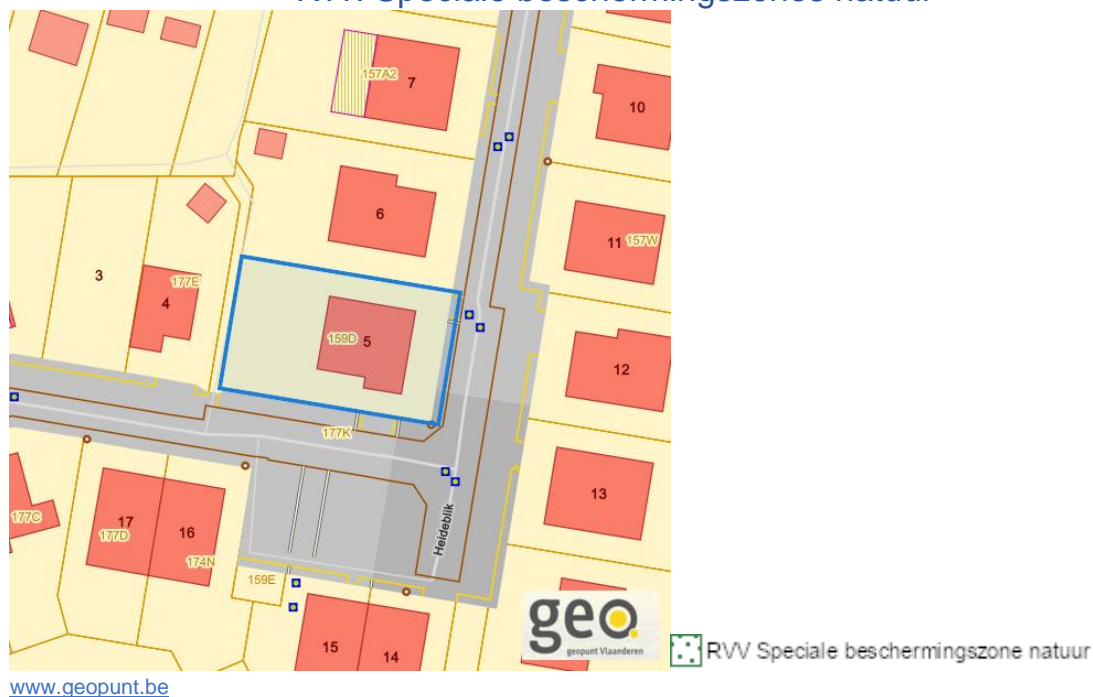 RVV Speciale beschermingszones natuur
157A2
7
10
6
11 157W
3
177E
4
159D 5
12
177K
13
Heideblik
177C
17
177D
16
174N
159E
15
14
geo.
geopunt Vlaanderen
RVV Speciale beschermingszone natuur
www.geopunt.be